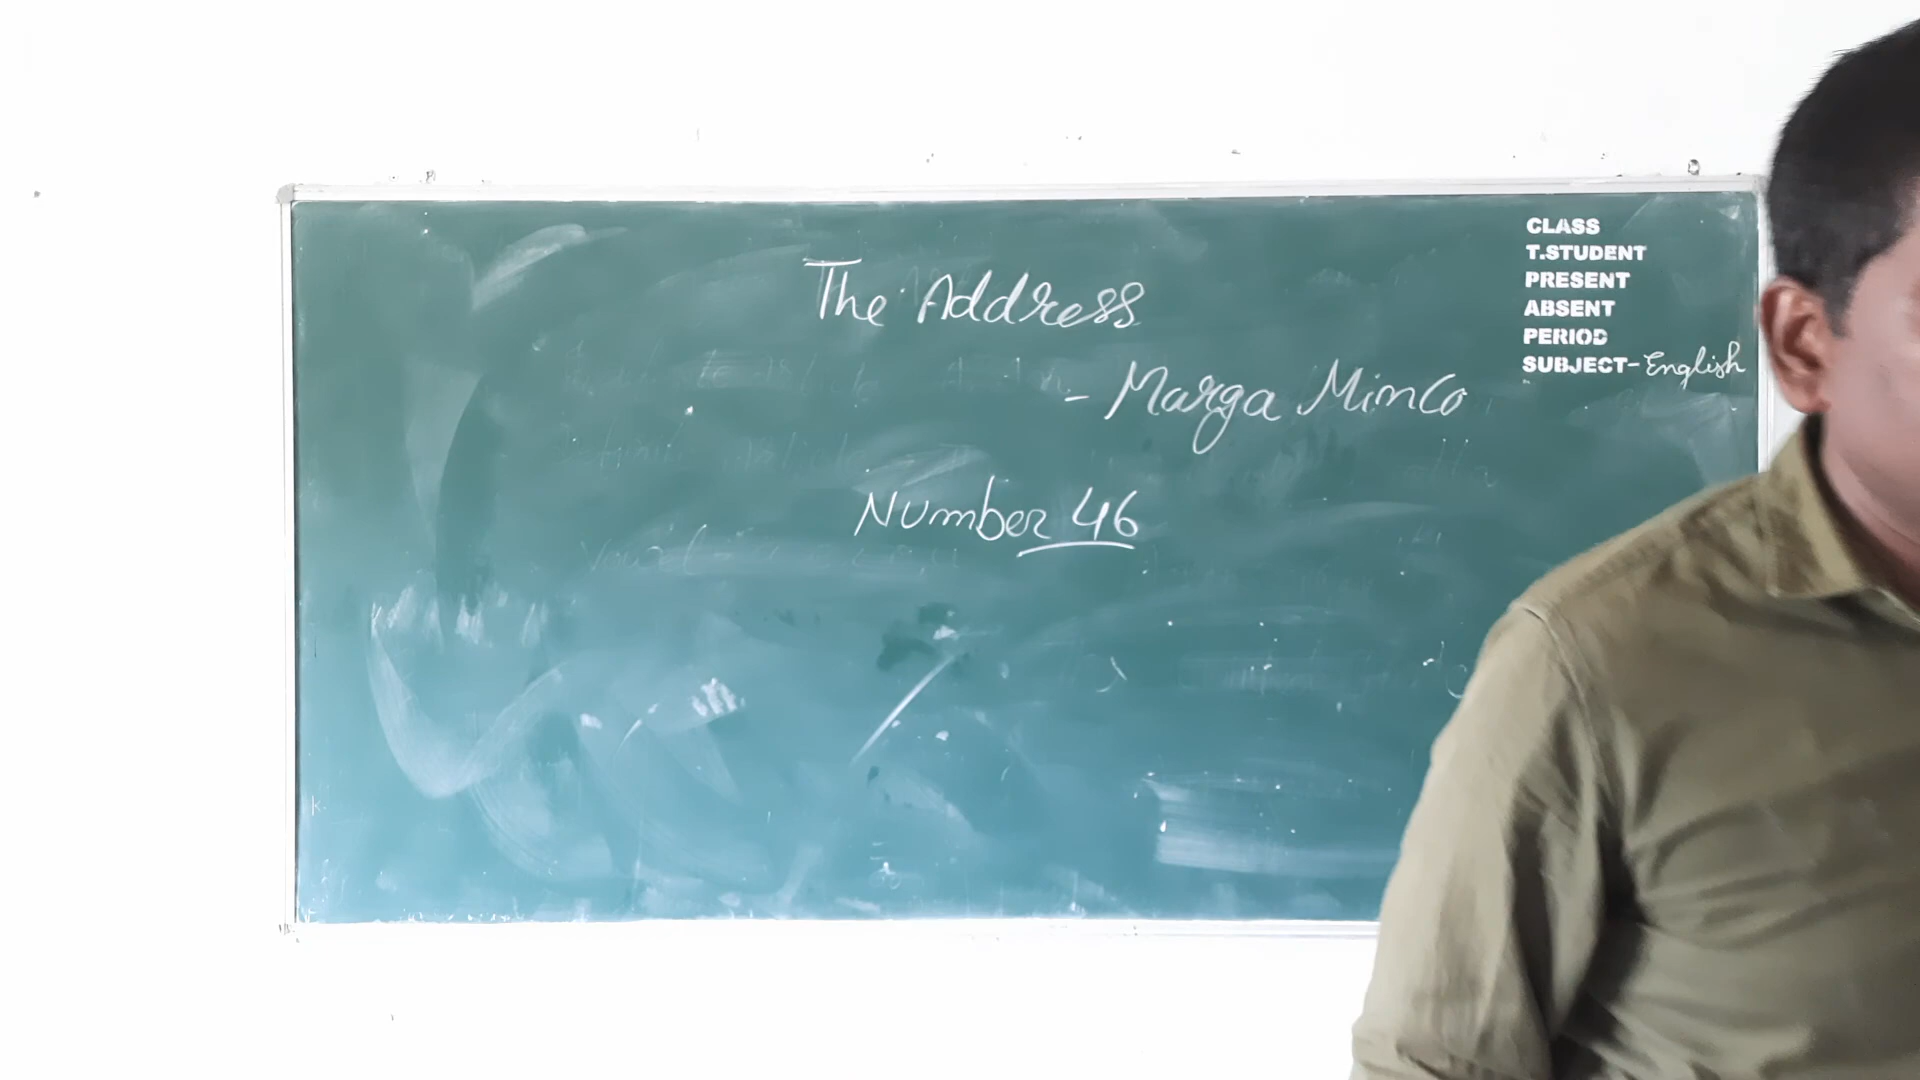 The Address
- Marga Minco
Number 46
CLASS
T.STUDENT
PRESENT
ABSENT
PERIOD
SUBJECT-English